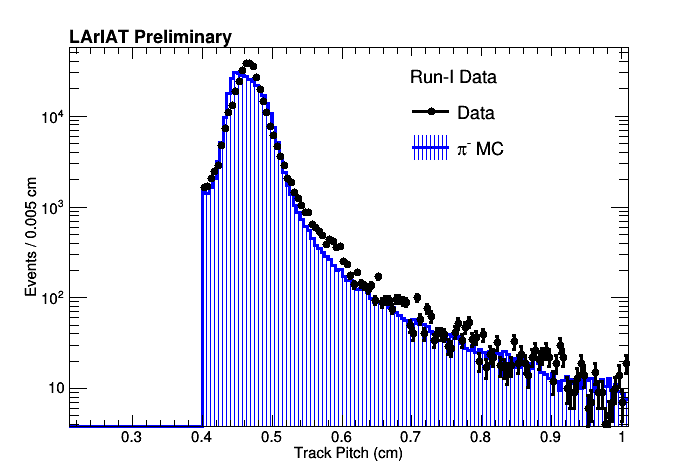 LArIAT Preliminary
Run-I Data
Data
π⁻ MC
Events / 0.005 cm
10⁴
10³
10²
10
0.3 0.4 0.5 0.6 0.7 0.8 0.9 1
Track Pitch (cm)